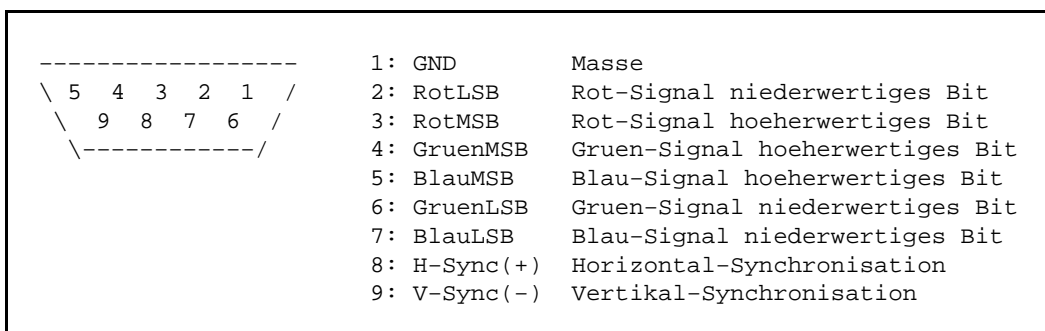 ------------------   1: GND       Masse
\ 5  4  3  2  1  /   2: RotLSB    Rot-Signal niederwertiges Bit
 \  9  8  7  6  /    3: RotMSB    Rot-Signal hoeherwertiges Bit
  \------------/     4: GruenMSB  Gruen-Signal hoeherwertiges Bit
                     5: BlauMSB   Blau-Signal hoeherwertiges Bit
                     6: GruenLSB  Gruen-Signal niederwertiges Bit
                     7: BlauLSB   Blau-Signal niederwertiges Bit
                     8: H-Sync(+) Horizontal-Synchronisation
                     9: V-Sync(-) Vertikal-Synchronisation